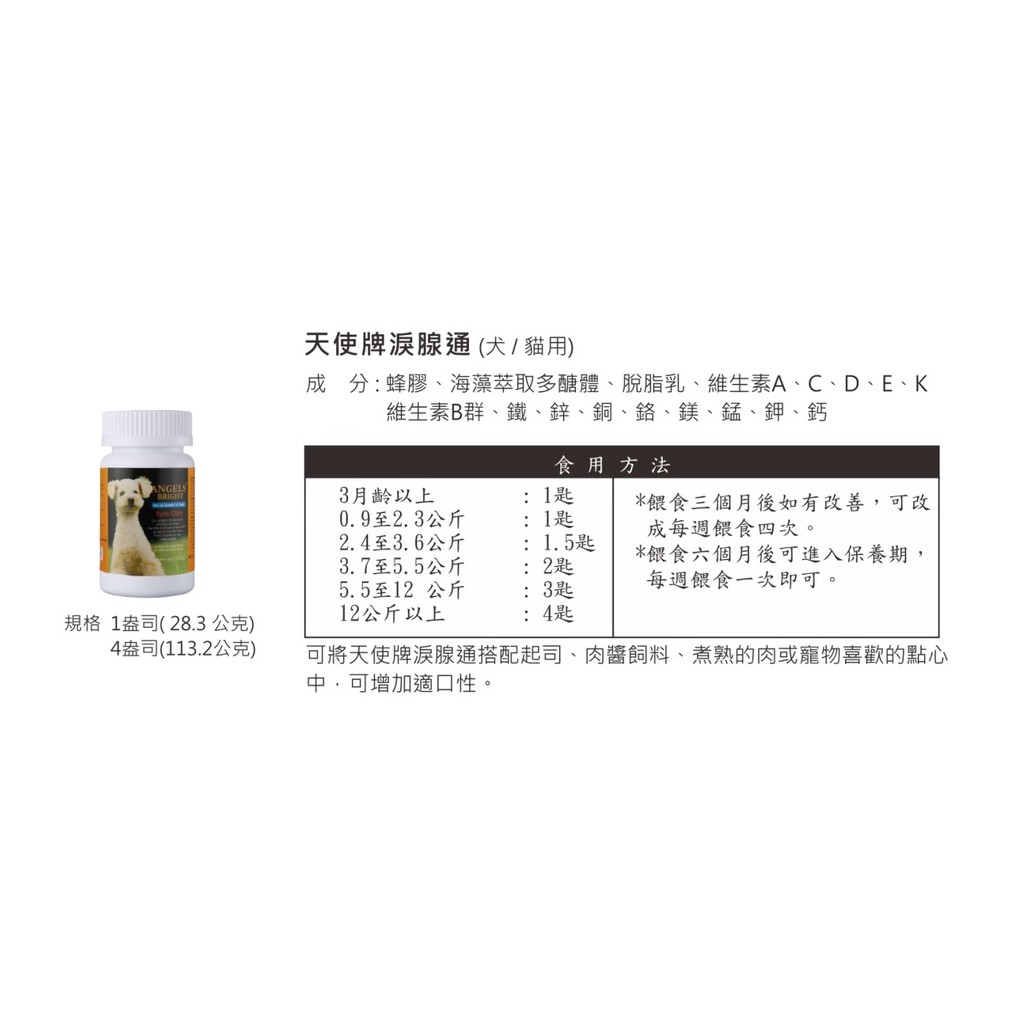 天使牌淚腺通 (犬 / 貓用)
成 分 : 蜂膠、海藻萃取多醣體、脫脂乳、維生素A、C、D、E、K
維生素B群、鐵、鋅、銅、鉻、鎂、錳、鉀、鈣
食 用 方 法
3月齡以上 : 1匙
0.9至2.3公斤 : 1匙
2.4至3.6公斤 : 1.5匙
3.7至5.5公斤 : 2匙
5.5至12 公斤 : 3匙
12公斤以上 : 4匙
*餵食三個月後如有改善，可改
成每週餵食四次。
*餵食六個月後可進入保養期，
每週餵食一次即可。
可將天使牌淚腺通搭配起司、肉醬飼料、煮熟的肉或寵物喜歡的點心
中，可增加適口性。
ANGELS'
BRIGHT
規格 1盎司( 28.3 公克)
4盎司(113.2公克)